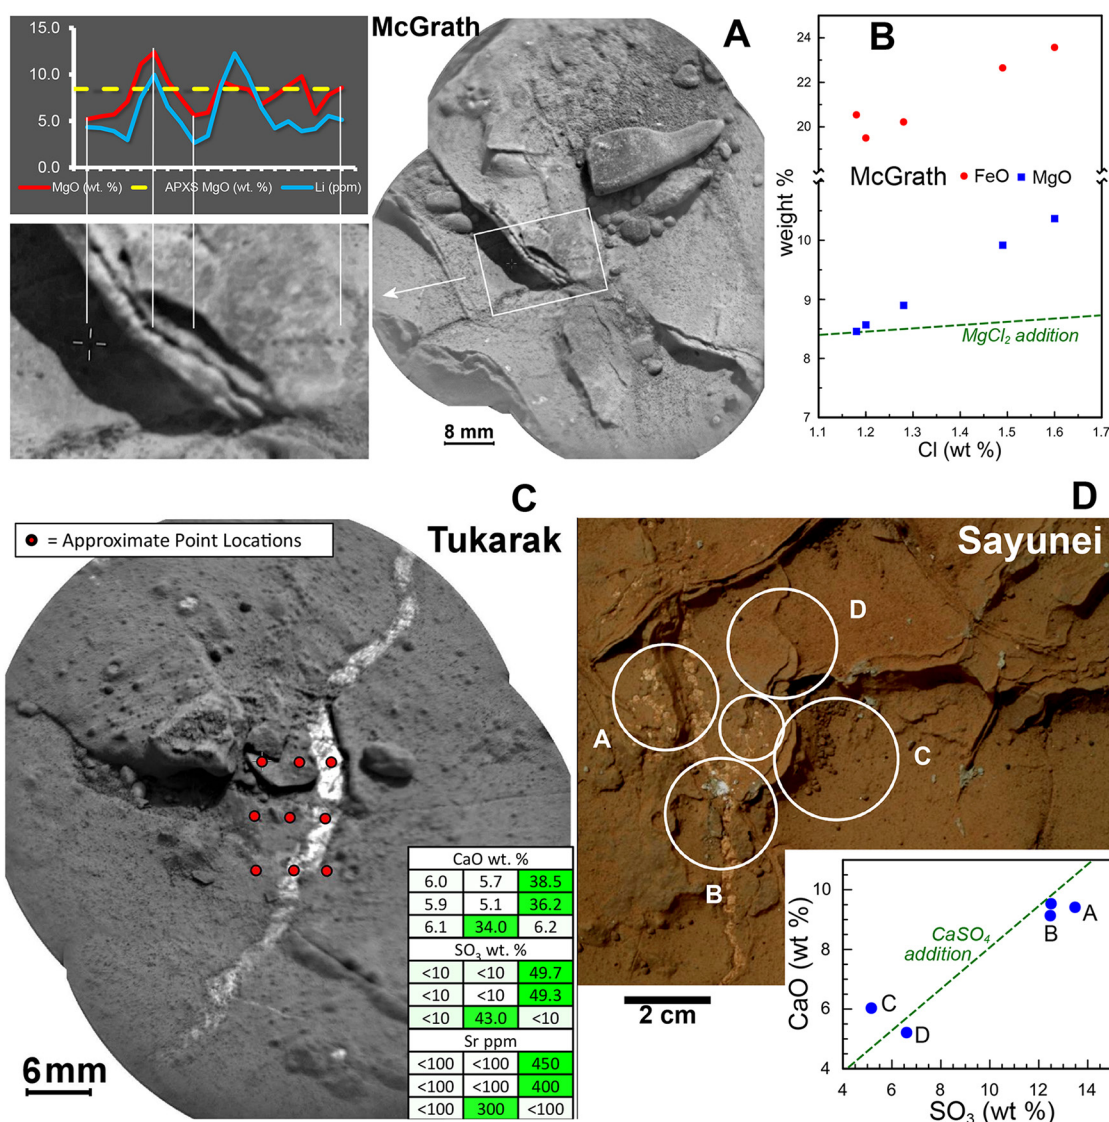 15.0
10.0
5.0
0.0
MgO (wt. %) APXS MgO (wt. %) Li (ppm)
McGrath
A
8 mm
B
24
22
20
10
9
8
7
weight %
McGrath FeO MgO
MgCl₂ addition
1.1 1.2 1.3 1.4 1.5 1.6 1.7
Cl (wt %)
C
= Approximate Point Locations
Tukarak
6mm
CaO wt. %
6.0 5.7 38.5
5.9 5.1 36.2
6.1 34.0 6.2
SO₃ wt. %
<10 <10 49.7
<10 <10 49.3
<10 43.0 <10
Sr ppm
<100 <100 450
<100 <100 400
<100 300 <100
D
Sayunei
D
A
C
B
2 cm
10
8
6
4
CaO (wt %)
CaSO₄
addition
A
B
C
D
4 6 8 10 12 14
SO₃ (wt %)